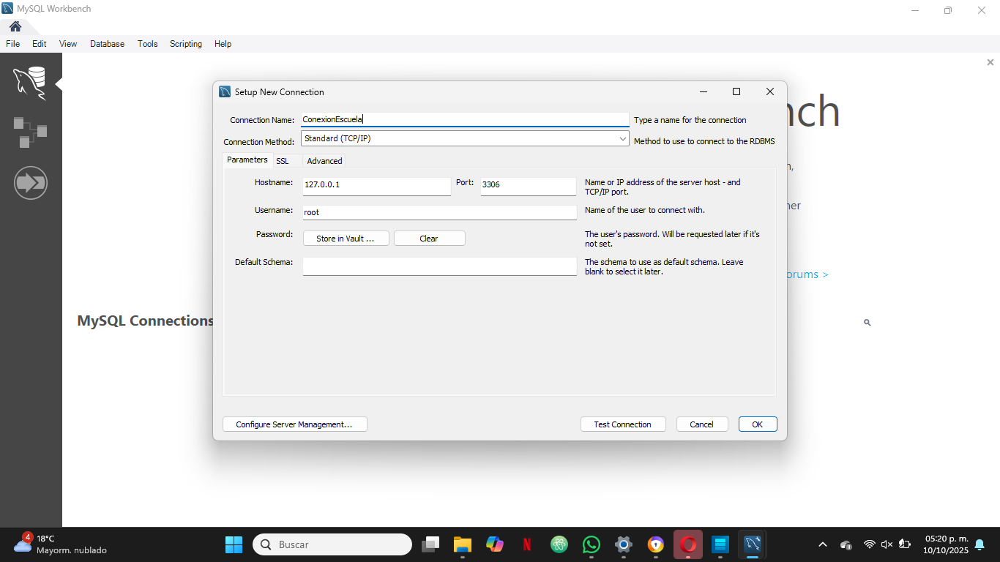 MySQL Workbench
File Edit View Database Tools Scripting Help
Setup New Connection
Connection Name: ConexionEscuela Type a name for the connection
Connection Method: Standard (TCP/IP) Method to use to connect to the RDBMS
Parameters SSL Advanced
Hostname: 127.0.0.1 Port: 3306 Name or IP address of the server host - and
TCP/IP port.
Username: root Name of the user to connect with.
Password: Store in Vault ... Clear The user's password. Will be requested later if it's
not set.
Default Schema: The schema to use as default schema. Leave
blank to select it later.
orums >
MySQL Connections
Configure Server Management... Test Connection Cancel OK
4
18°C
Mayorm. nublado
Buscar
05:20 p. m.
10/10/2025